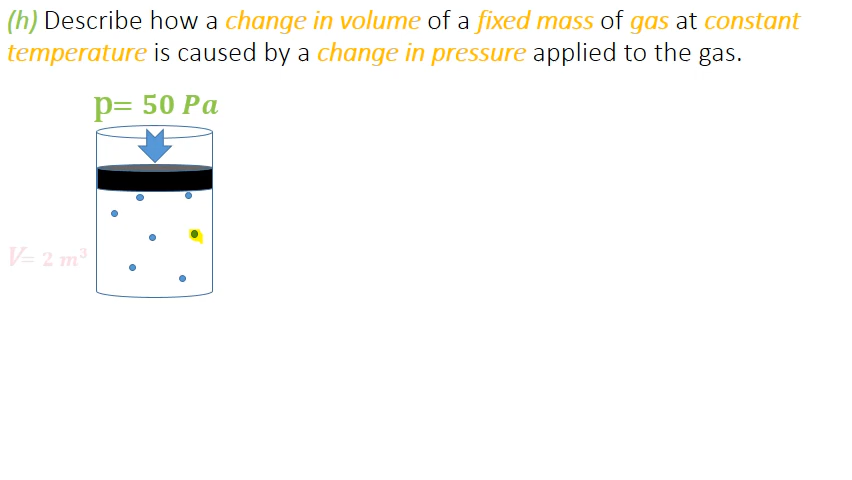 (h) Describe how a change in volume of a fixed mass of gas at constant
temperature is caused by a change in pressure applied to the gas.
p= 50 Pa
V= 2 m³